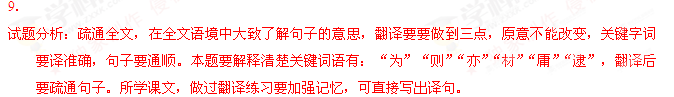 9.
试题分析：疏通全文，在全文语境中大致了解句子的意思，翻译要要做到三点，原意不能改变，关键字词
要译准确，句子要通顺。本题要解释清楚关键词语有：“为”“则”“亦”“材”“庸”“逮”，翻译后
要疏通句子。所学课文，做过翻译练习要加强记忆，可直接写出译句。